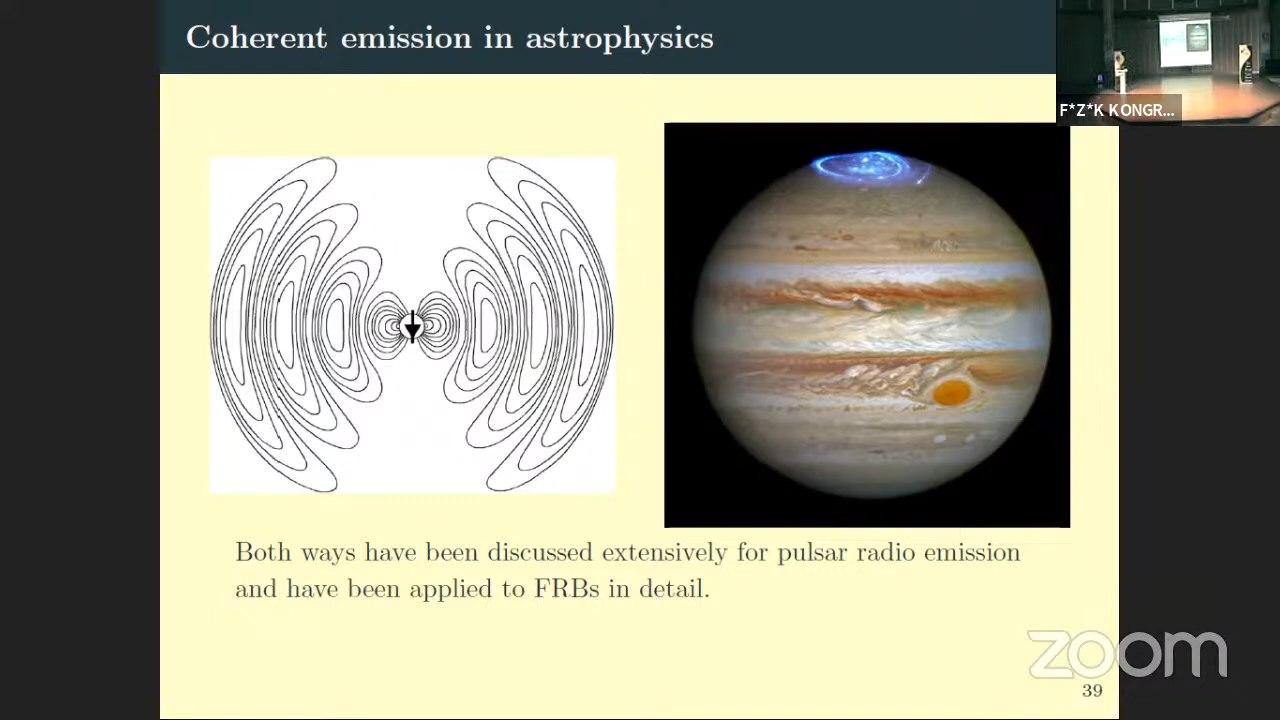 Coherent emission in astrophysics
F*Z*K KONGR...
Both ways have been discussed extensively for pulsar radio emission
and have been applied to FRBs in detail.
zoom
39